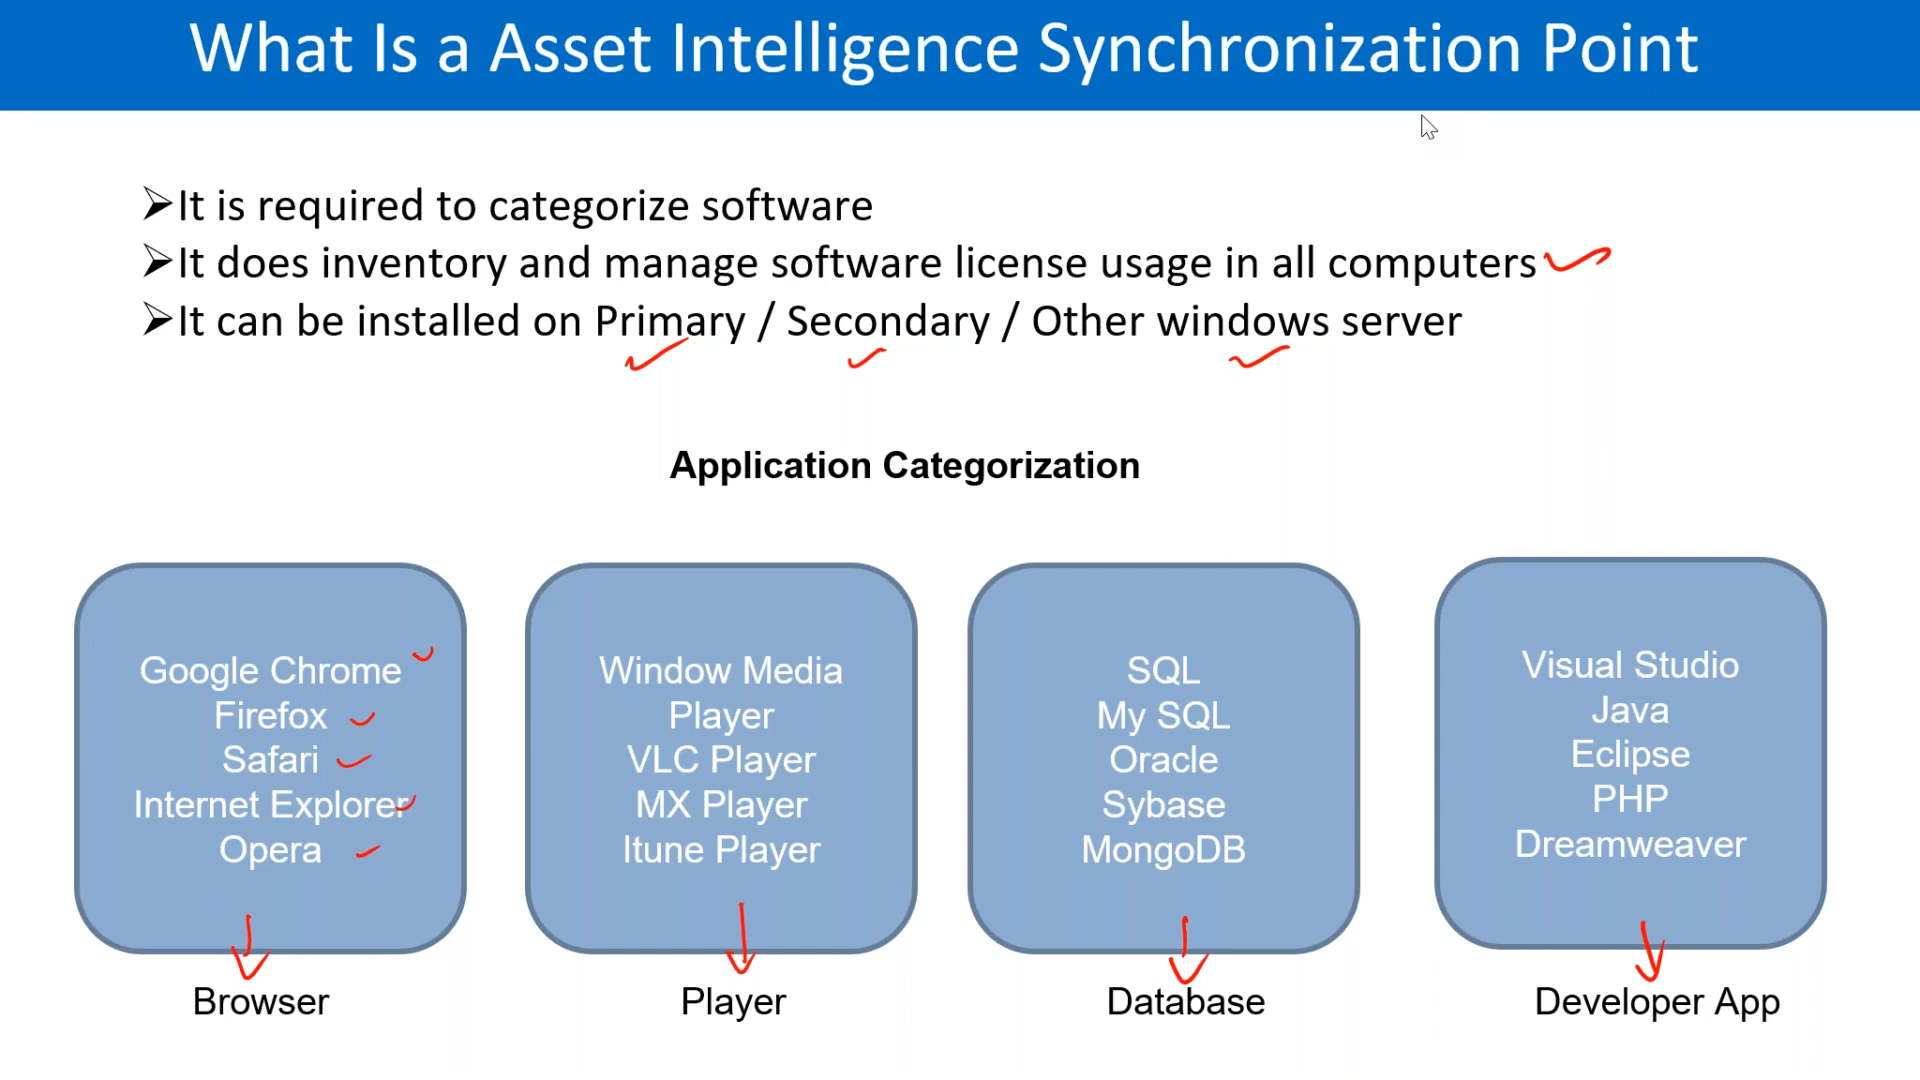 What Is a Asset Intelligence Synchronization Point
➢It is required to categorize software
➢It does inventory and manage software license usage in all computers
➢It can be installed on Primary / Secondary / Other windows server
Application Categorization
Google Chrome
Firefox
Safari
Internet Explorer
Opera
Browser
Window Media
Player
VLC Player
MX Player
Itune Player
Player
SQL
My SQL
Oracle
Sybase
MongoDB
Database
Visual Studio
Java
Eclipse
PHP
Dreamweaver
Developer App